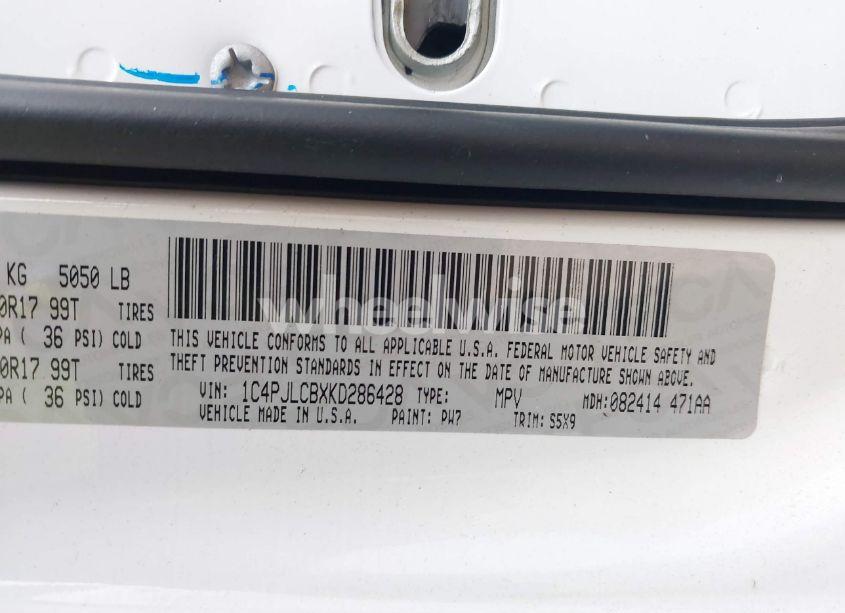 KG 5050 LB
0R17 99T TIRES
PA ( 36 PSI) COLD
0R17 99T TIRES
PA ( 36 PSI) COLD
wheelwise
THIS VEHICLE CONFORMS TO ALL APPLICABLE U.S.A. FEDERAL MOTOR VEHICLE SAFETY AND
THEFT PREVENTION STANDARDS IN EFFECT ON THE DATE OF MANUFACTURE SHOWN ABOVE.
VIN: 1C4PJLCBXKD286428 TYPE: MPV MDH:082414 471AA
VEHICLE MADE IN U.S.A. PAINT: PW7 TRIM: S5X9